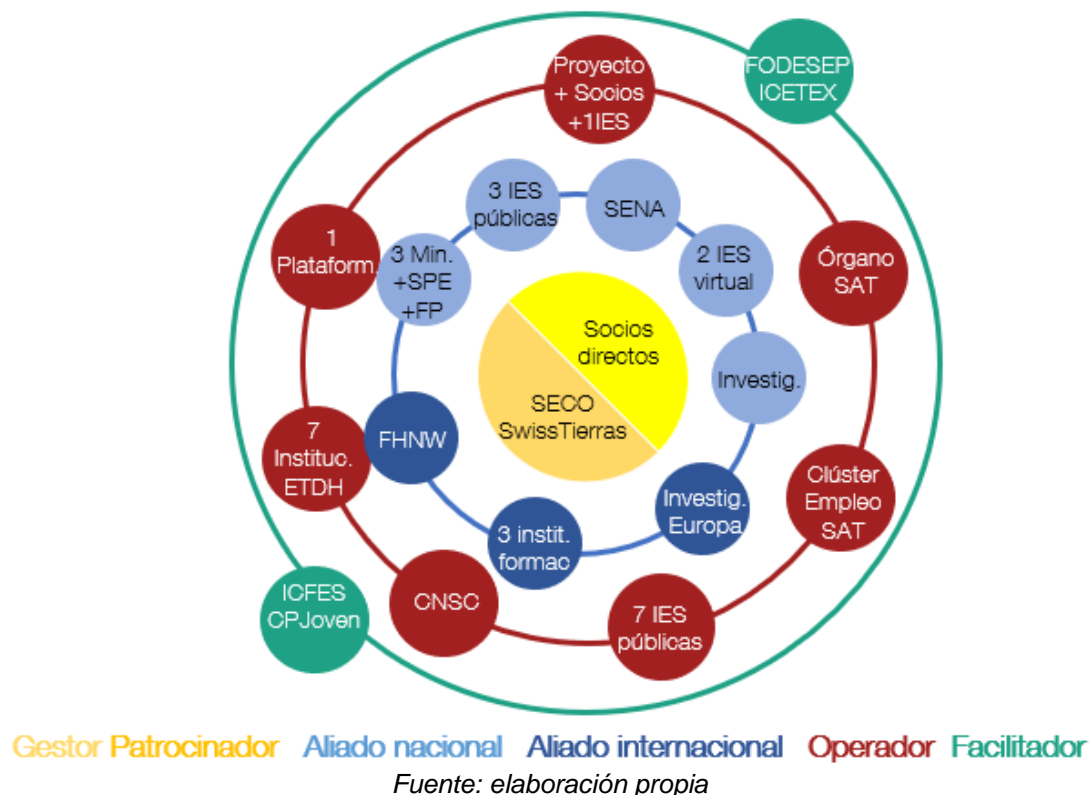 Proyecto
+ Socios
+1IES
FODESEP
ICETEX
3 IES
públicas
SENA
1
Plataform.
3 Min.
+SPE
+FP
2 IES
virtual
Órgano
SAT
Socios
directos
Investig.
SECO
SwissTierras
7
Instituc.
ETDH
FHNW
Clúster
Empleo
SAT
Investig.
Europa
3 instit.
formac
ICFES
CPJoven
CNSC
7 IES
públicas
Gestor Patrocinador Aliado nacional Aliado internacional Operador Facilitador
Fuente: elaboración propia